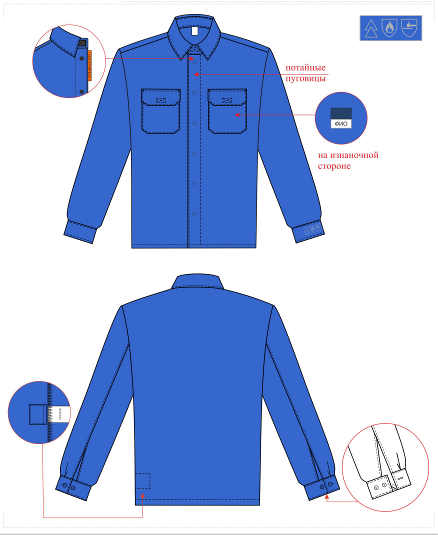 потайные
пуговицы
ФИО
на изнаночной
стороне